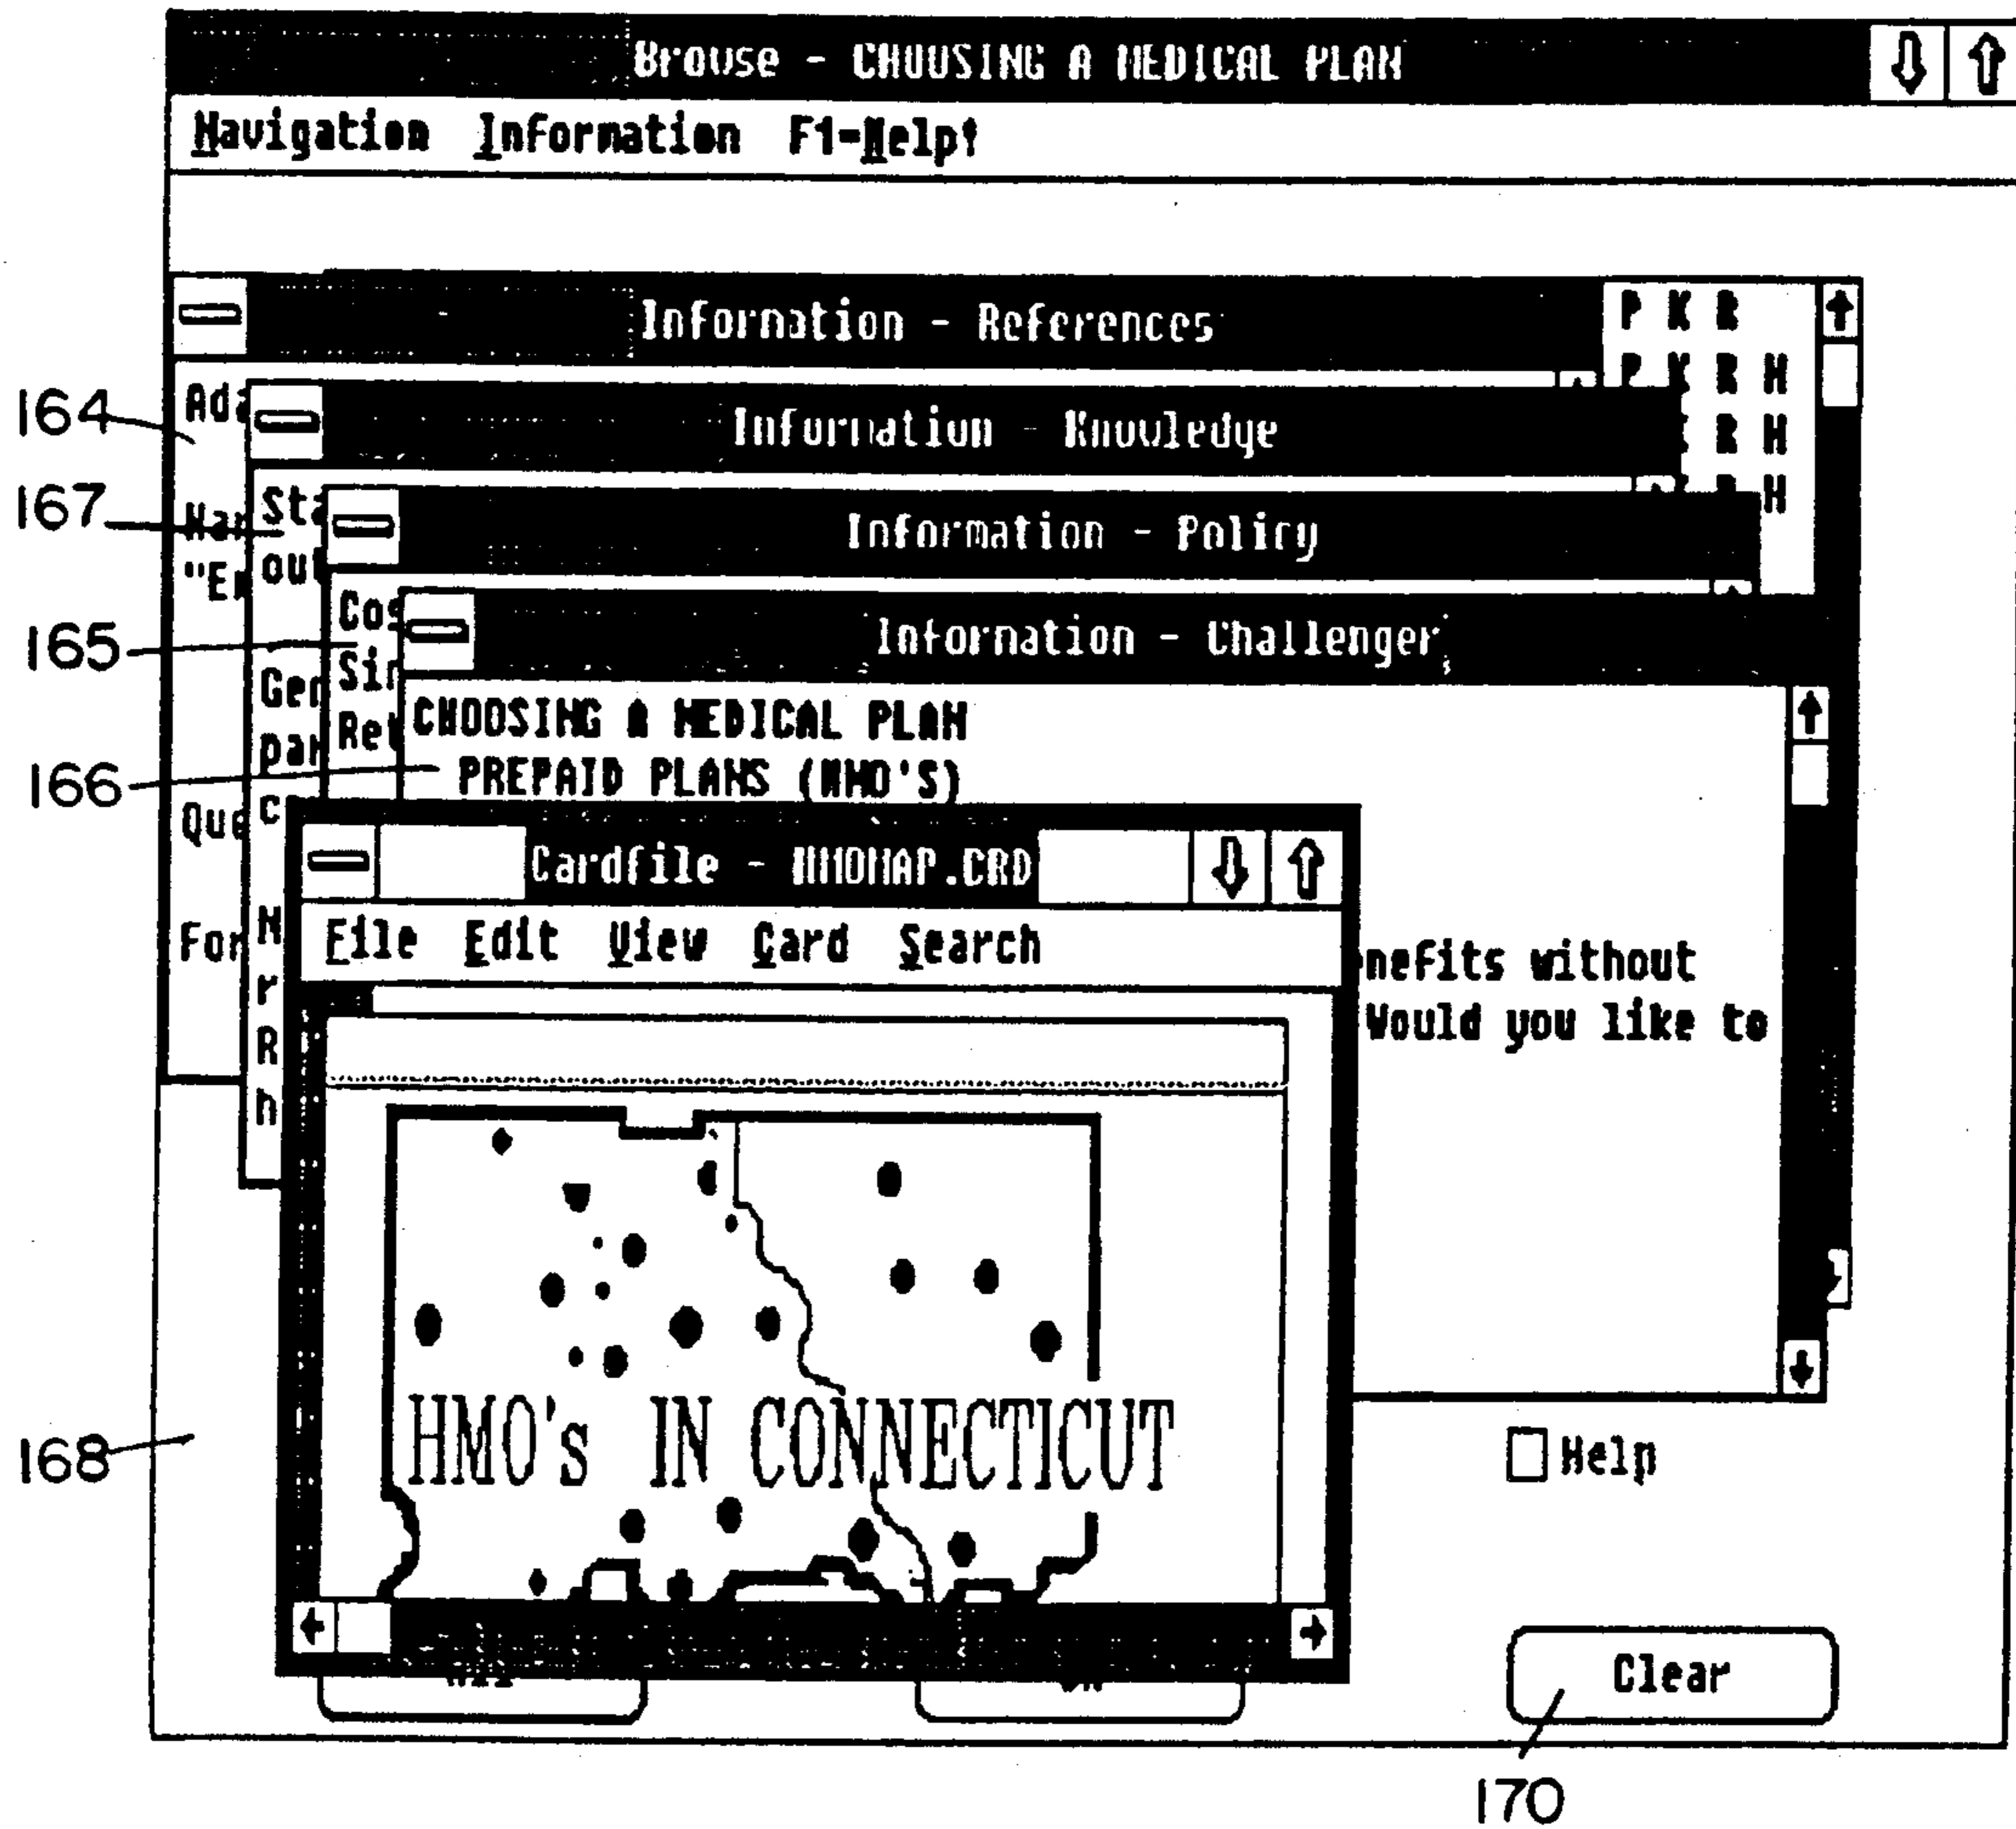 Browse - CHOOSING A MEDICAL PLAN
Navigation Information F1=Help!
Information - References
P K R
P K R H
R H
R H
164
Information - Knowledge
167
Information - Policy
"E
out
165
Information - Challenger
CHOOSING A MEDICAL PLAN
166
PREPAID PLANS (HMO'S)
Cardfile - HMOMAP.CRD
File Edit View Card Search
nefits without
Would you like to
HMO's IN CONNECTICUT
168
Help
Clear
170